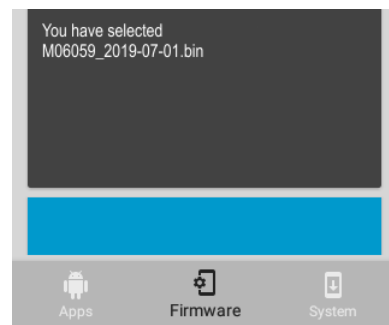 You have selected
M06059_2019-07-01.bin
Apps
Firmware
System